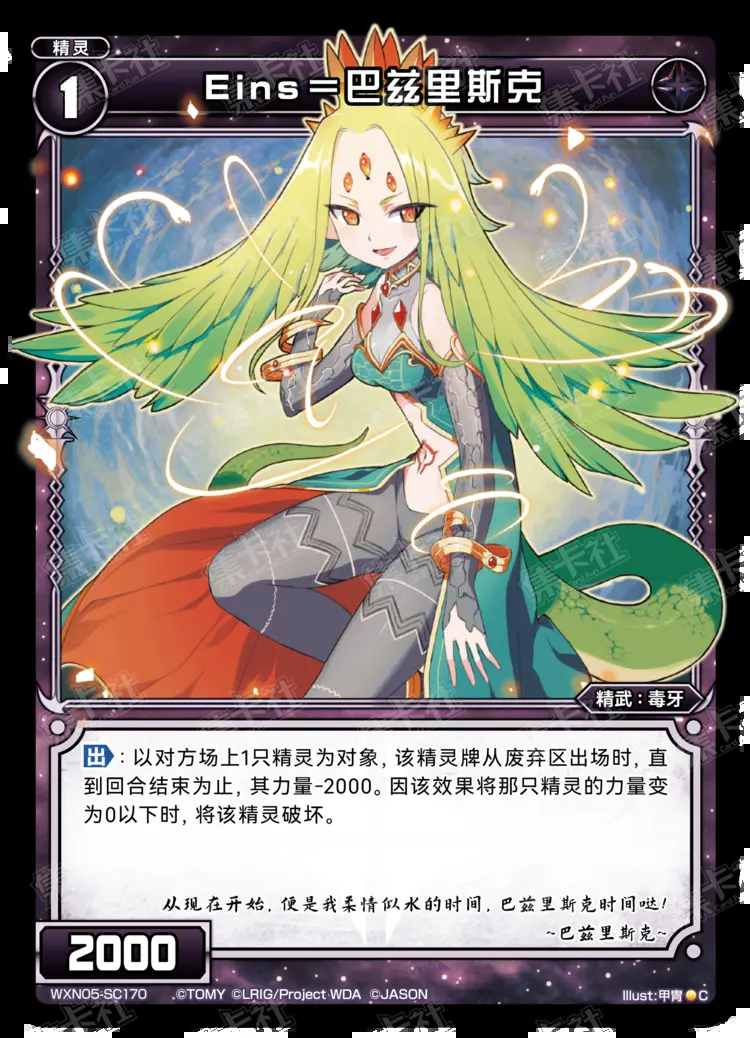 精灵
1
Eins＝巴兹里斯克
精武：毒牙
出：以对方场上1只精灵为对象，该精灵牌从废弃区出场时，直
到回合结束为止，其力量-2000。因该效果将那只精灵的力量变
为0以下时，将该精灵破坏。
从现在开始，便是我柔情似水的时间，巴兹里斯克时间哒！
~巴兹里斯克~
2000
WXN05-SC170 ©TOMY ©LRIG/Project WDA ©JASON Illust:甲胄 C
集卡社